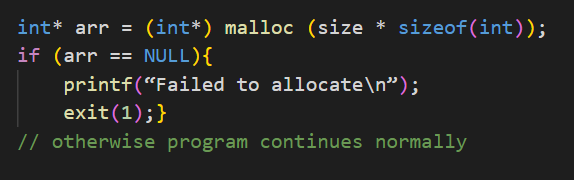 int* arr = (int*) malloc (size * sizeof(int));
if (arr == NULL){
printf(“Failed to allocate\n”);
exit(1);}
// otherwise program continues normally